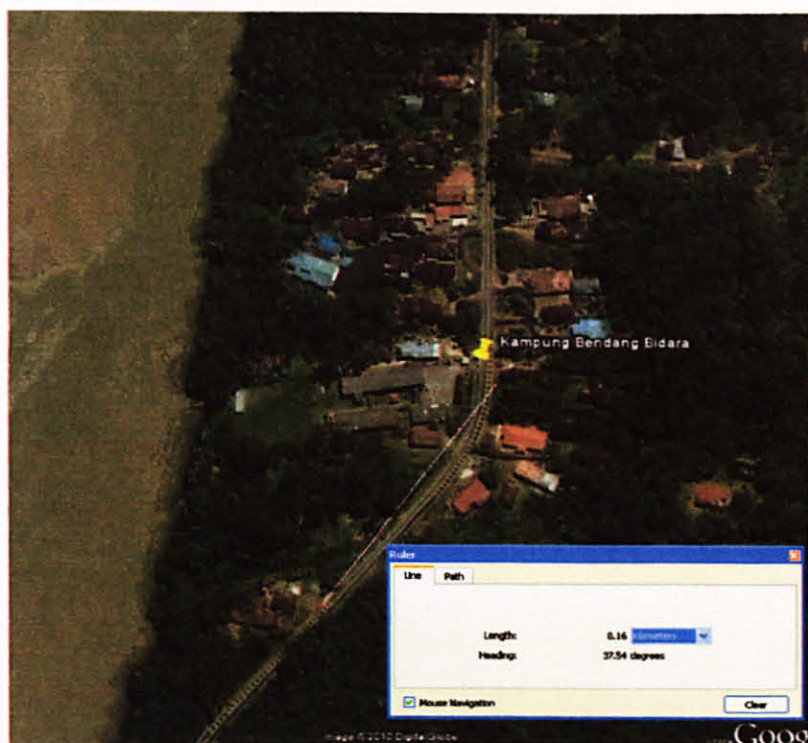 Kampung Bendang Bidara
Ruler
Line Path
Length: 0.16 Kilometers
Heading: 37.54 degrees
Mouse Navigation
Clear
Image © 2010 DigitalGlobe
Goog